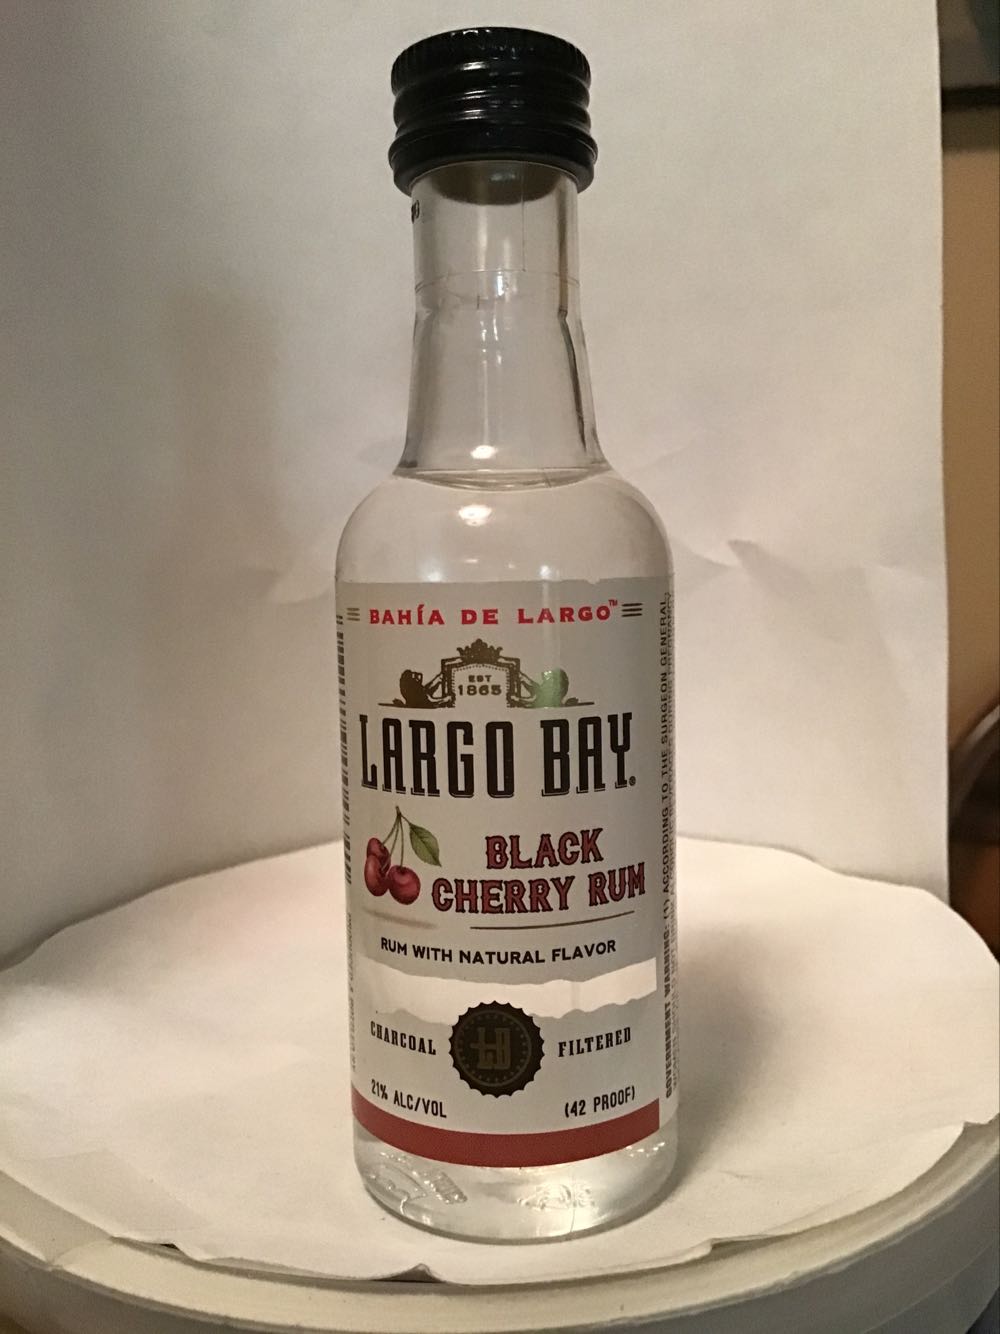 BAHÍA DE LARGO™
EST
1865
LARGO BAY®
BLACK
CHERRY RUM
RUM WITH NATURAL FLAVOR
CHARCOAL LB FILTERED
21% ALC/VOL (42 PROOF)
GOVERNMENT WARNING: (1) ACCORDING TO THE SURGEON GENERAL,